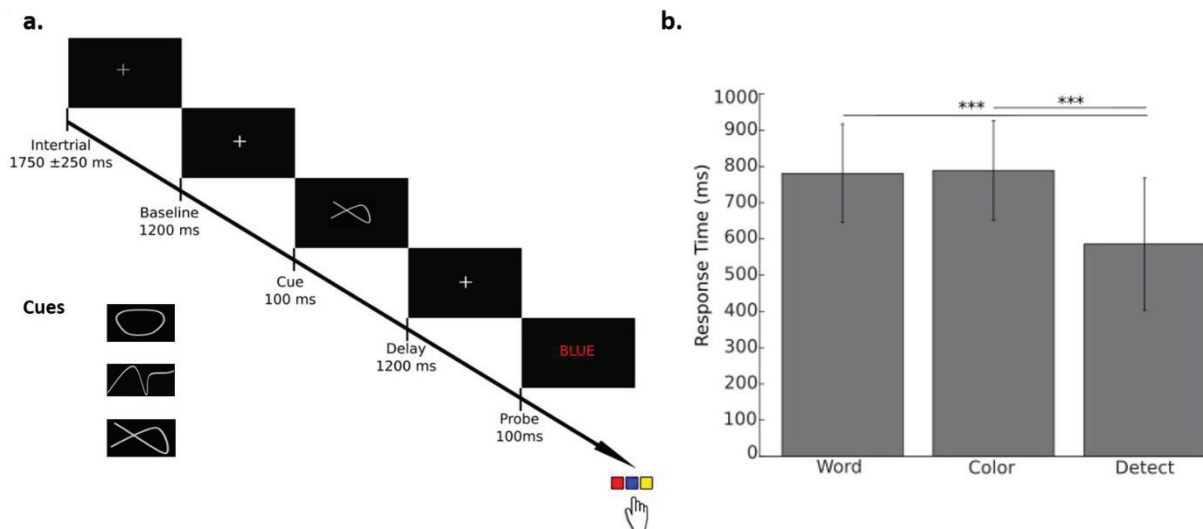 a.
Intertrial
1750 ±250 ms
Baseline
1200 ms
Cue
100 ms
Delay
1200 ms
BLUE
Probe
100ms
Cues
b.
Response Time (ms)
1000
900
800
700
600
500
400
300
200
100
0
***
***
Word
Color
Detect